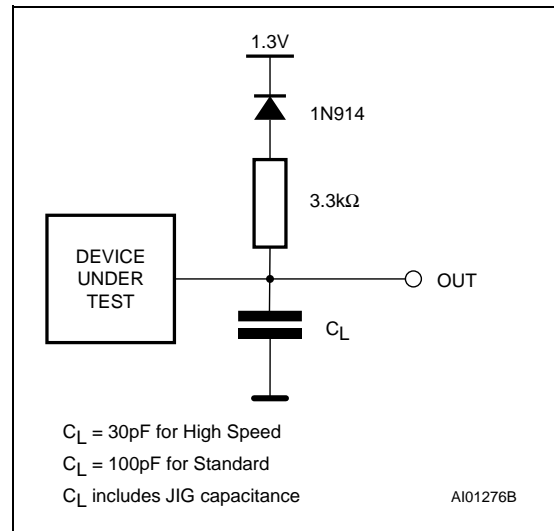 1.3V
1N914
3.3kΩ
DEVICE
UNDER
TEST
OUT
CL
CL = 30pF for High Speed
CL = 100pF for Standard
CL includes JIG capacitance
AI01276B